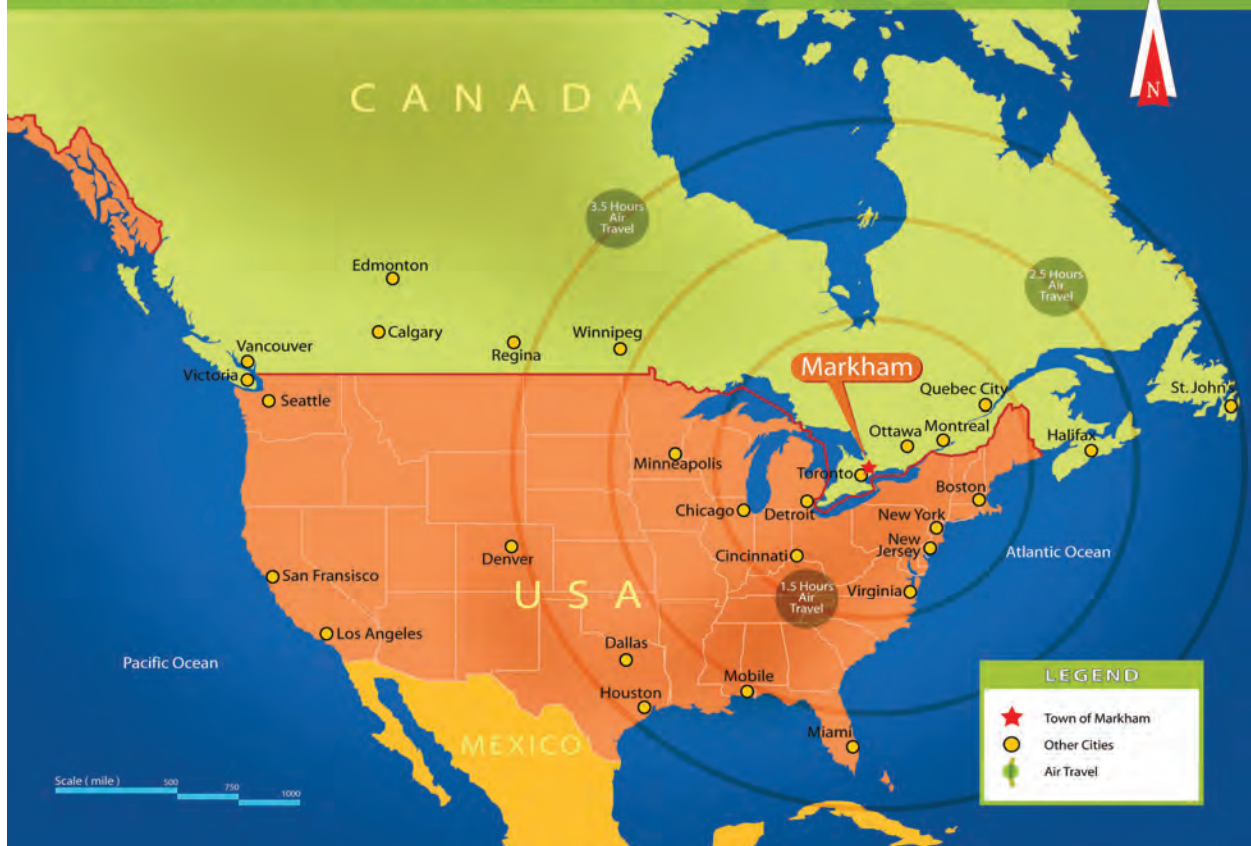 N
CANADA
3.5 Hours
Air
Travel
2.5 Hours
Air
Travel
Edmonton
Calgary
Regina
Winnipeg
Vancouver
Victoria
Seattle
Markham
Quebec City
St. John's
Ottawa
Montreal
Halifax
Minneapolis
Toronto
Boston
Chicago
Detroit
New York
New
Jersey
Atlantic Ocean
Denver
Cincinnati
San Fransisco
USA
1.5 Hours
Air
Travel
Virginia
Los Angeles
Dallas
Pacific Ocean
Mobile
Houston
Miami
MEXICO
LEGEND
Town of Markham
Other Cities
Air Travel
Scale ( mile )
500
750
1000